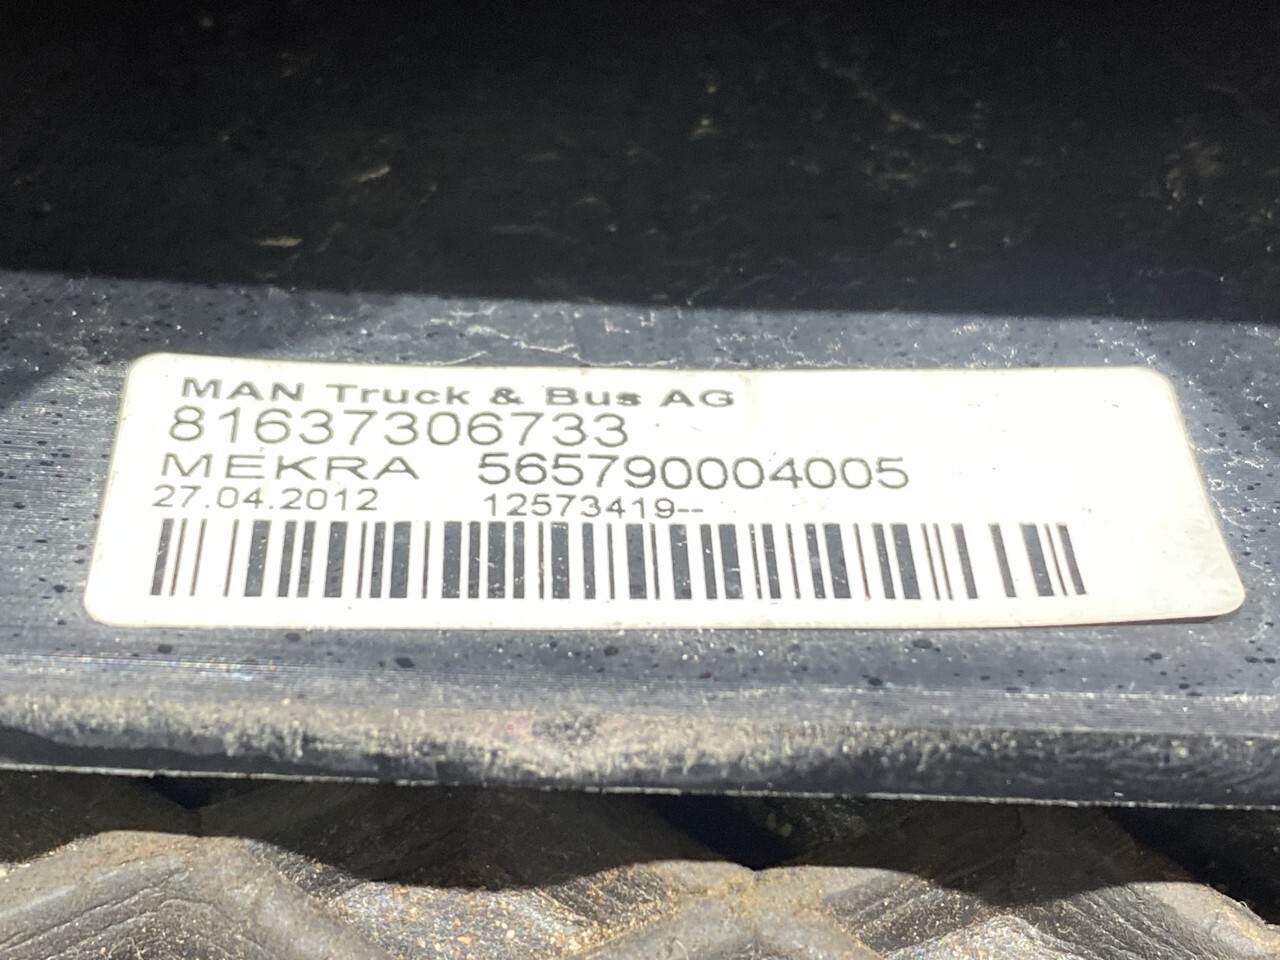 MAN Truck & Bus AG
81637306733
MEKRA 565790004005
27.04.2012 12573419--